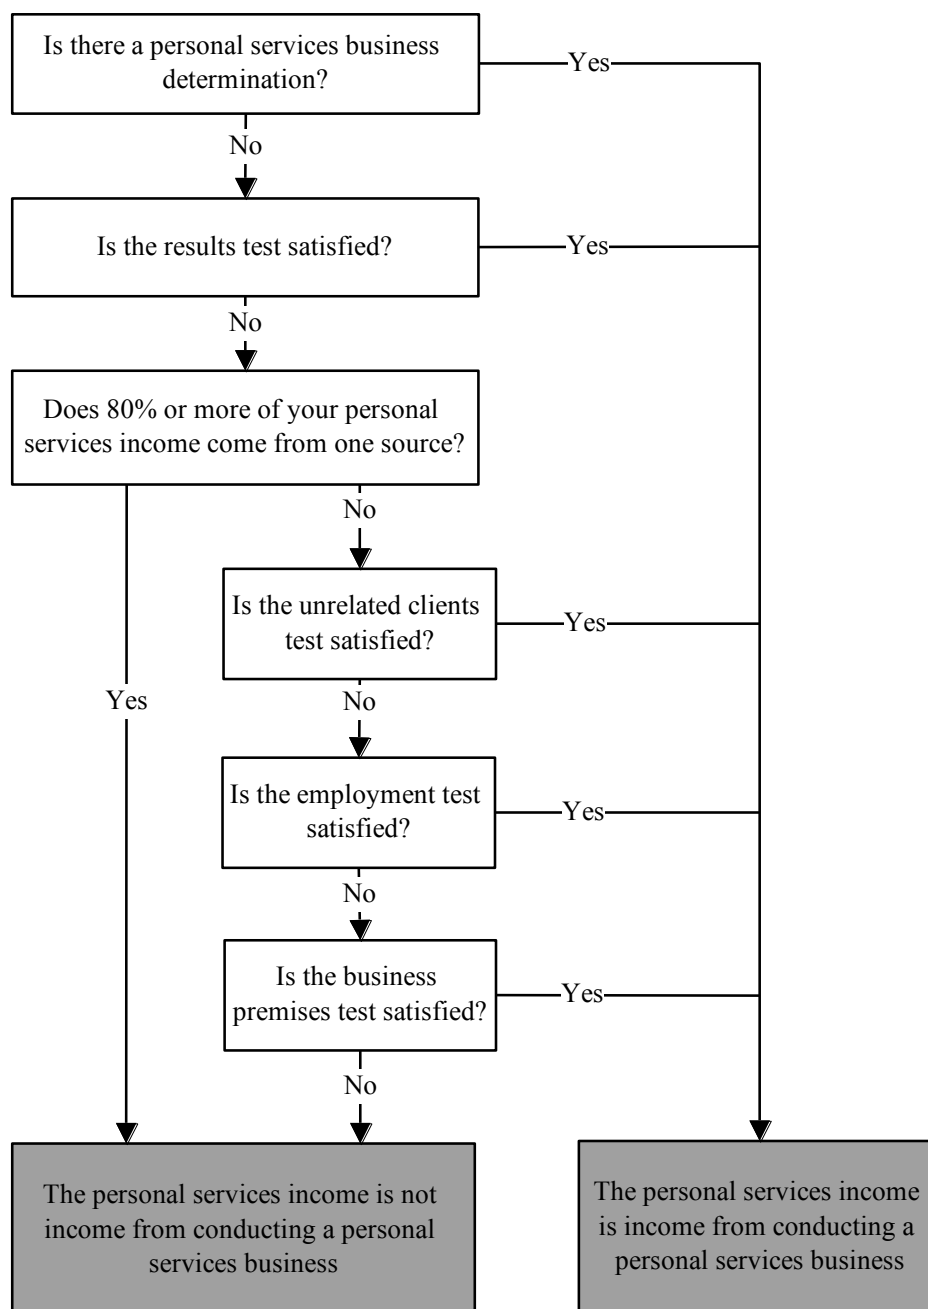 Is there a personal services business
determination?
Yes
No
Is the results test satisfied?
Yes
No
Does 80% or more of your personal
services income come from one source?
No
Is the unrelated clients
test satisfied?
Yes
Yes
No
Is the employment test
satisfied?
Yes
No
Is the business
premises test satisfied?
Yes
No
The personal services income is not
income from conducting a personal
services business
The personal services income
is income from conducting a
personal services business